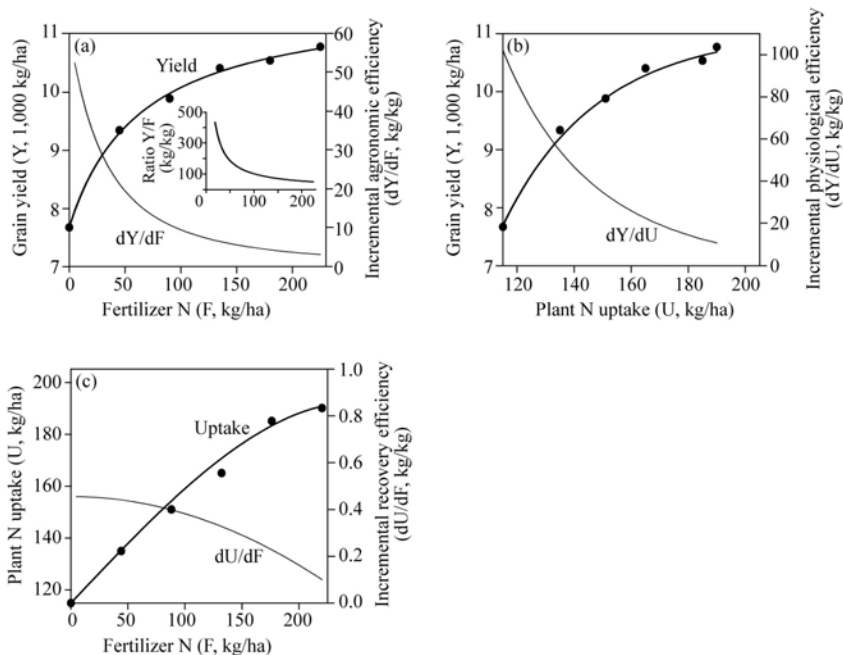 (a)
Yield
dY/dF
Grain yield (Y, 1,000 kg/ha)
11
10
9
8
7
0 50 100 150 200
Fertilizer N (F, kg/ha)
60
50
40
30
20
10
0
Incremental agronomic efficiency
(dY/dF, kg/kg)
Ratio Y/F
(kg/kg)
500
400
300
200
100
0 100 200
(b)
dY/dU
Grain yield (Y, 1,000 kg/ha)
11
10
9
8
7
120 140 160 180 200
Plant N uptake (U, kg/ha)
100
80
60
40
20
0
Incremental physiological efficiency
(dY/dU, kg/kg)
(c)
Uptake
dU/dF
Plant N uptake (U, kg/ha)
200
180
160
140
120
0 50 100 150 200
Fertilizer N (F, kg/ha)
1.0
0.8
0.6
0.4
0.2
0.0
Incremental recovery efficiency
(dU/dF, kg/kg)